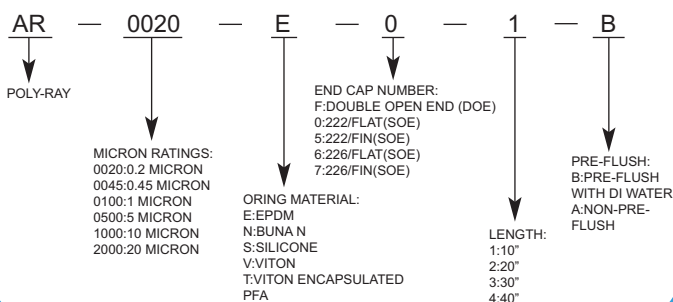 AR — 0020 — E — 0 — 1 — B
POLY-RAY
MICRON RATINGS:
0020:0.2 MICRON
0045:0.45 MICRON
0100:1 MICRON
0500:5 MICRON
1000:10 MICRON
2000:20 MICRON
ORING MATERIAL:
E:EPDM
N:BUNA N
S:SILICONE
V:VITON
T:VITON ENCAPSULATED
PFA
END CAP NUMBER:
F:DOUBLE OPEN END (DOE)
0:222/FLAT(SOE)
5:222/FIN(SOE)
6:226/FLAT(SOE)
7:226/FIN(SOE)
LENGTH:
1:10”
2:20”
3:30”
4:40”
PRE-FLUSH:
B:PRE-FLUSH
WITH DI WATER
A:NON-PRE-
FLUSH